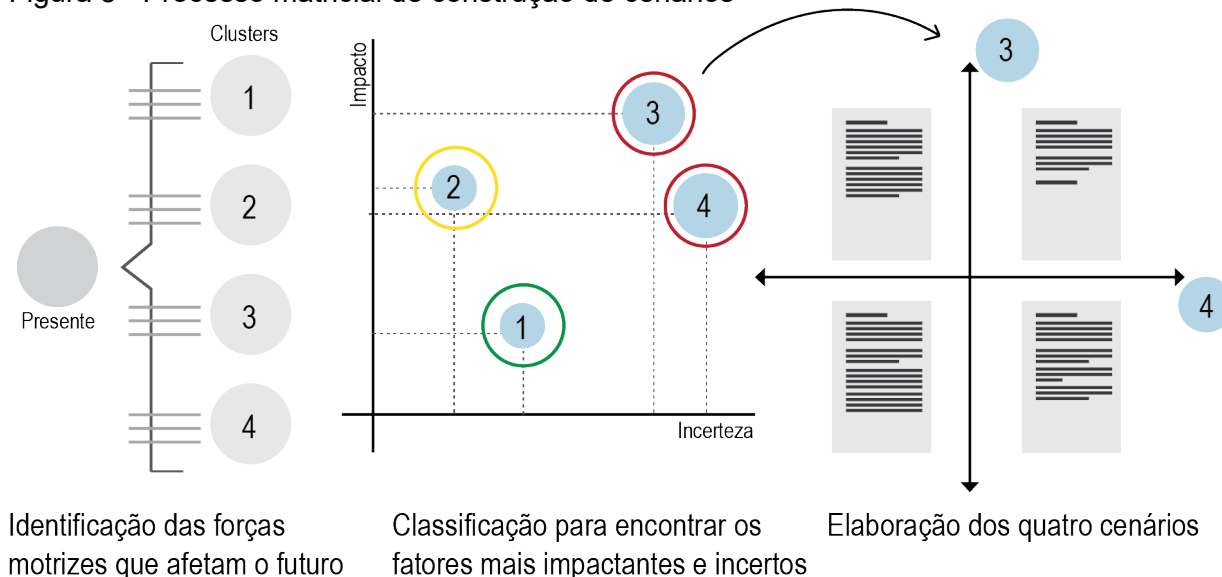 Clusters
1
2
3
4
Presente
Identificação das forças
motrizes que afetam o futuro
Impacto
3
2
4
1
Incerteza
Classificação para encontrar os
fatores mais impactantes e incertos
3
4
Elaboração dos quatro cenários